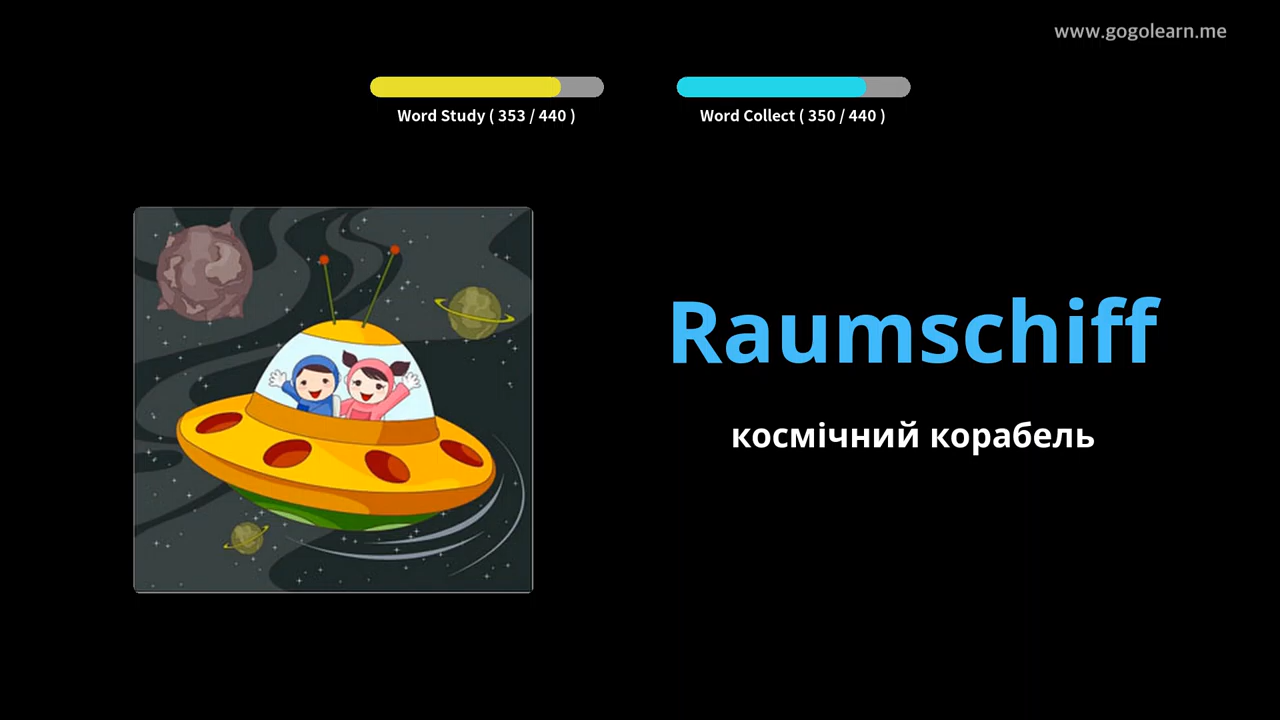 www.gogolearn.me
Word Study ( 353 / 440 )
Word Collect ( 350 / 440 )
Raumschiff
космічний корабель